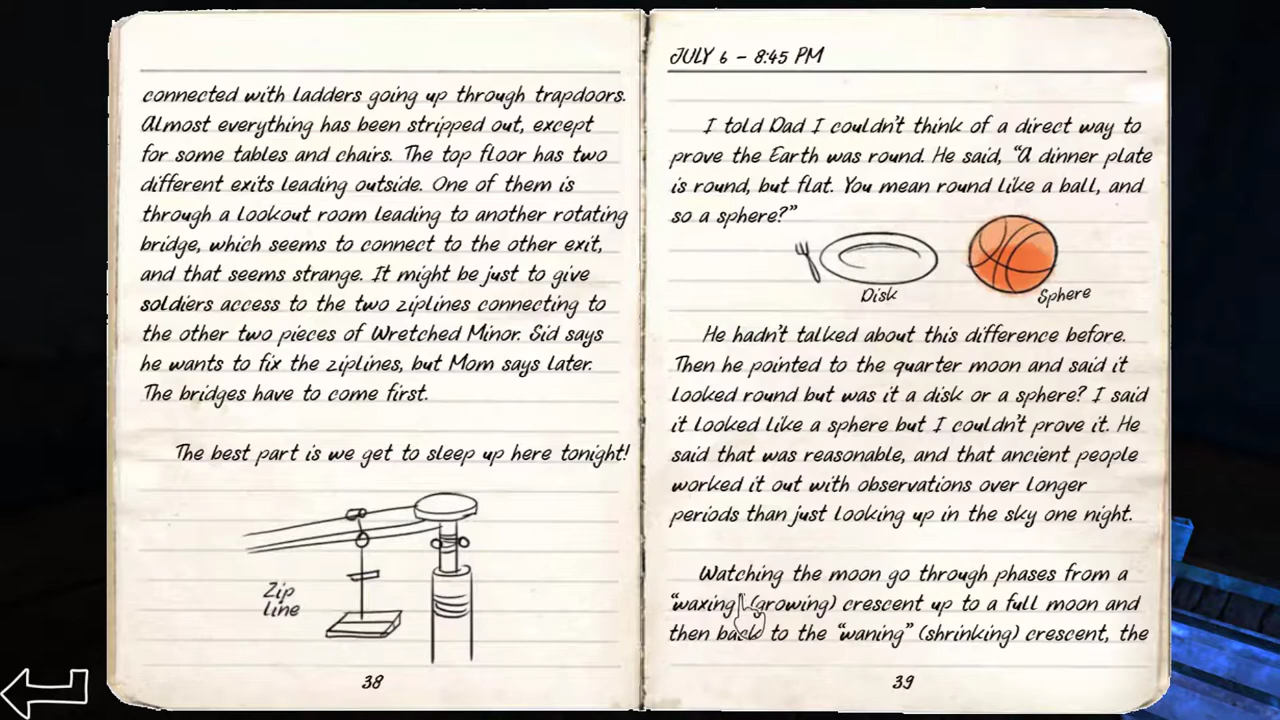 connected with ladders going up through trapdoors.
Almost everything has been stripped out, except
for some tables and chairs. The top floor has two
different exits leading outside. One of them is
through a lookout room leading to another rotating
bridge, which seems to connect to the other exit,
and that seems strange. It might be just to give
soldiers access to the two ziplines connecting to
the other two pieces of Wretched Minor. Sid says
he wants to fix the ziplines, but Mom says later.
The bridges have to come first.
The best part is we get to sleep up here tonight!
Zip
line
38
JULY 6 - 8:45 PM
I told Dad I couldn't think of a direct way to
prove the Earth was round. He said, "A dinner plate
is round, but flat. You mean round like a ball, and
so a sphere?"
Disk
Sphere
He hadn't talked about this difference before.
Then he pointed to the quarter moon and said it
looked round but was it a disk or a sphere? I said
it looked like a sphere but I couldn't prove it. He
said that was reasonable, and that ancient people
worked it out with observations over longer
periods than just looking up in the sky one night.
Watching the moon go through phases from a
"waxing" (growing) crescent up to a full moon and
then back to the "waning" (shrinking) crescent, the
39